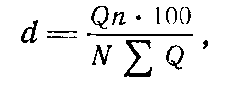 d = Qn · 100 / N ∑ Q ,